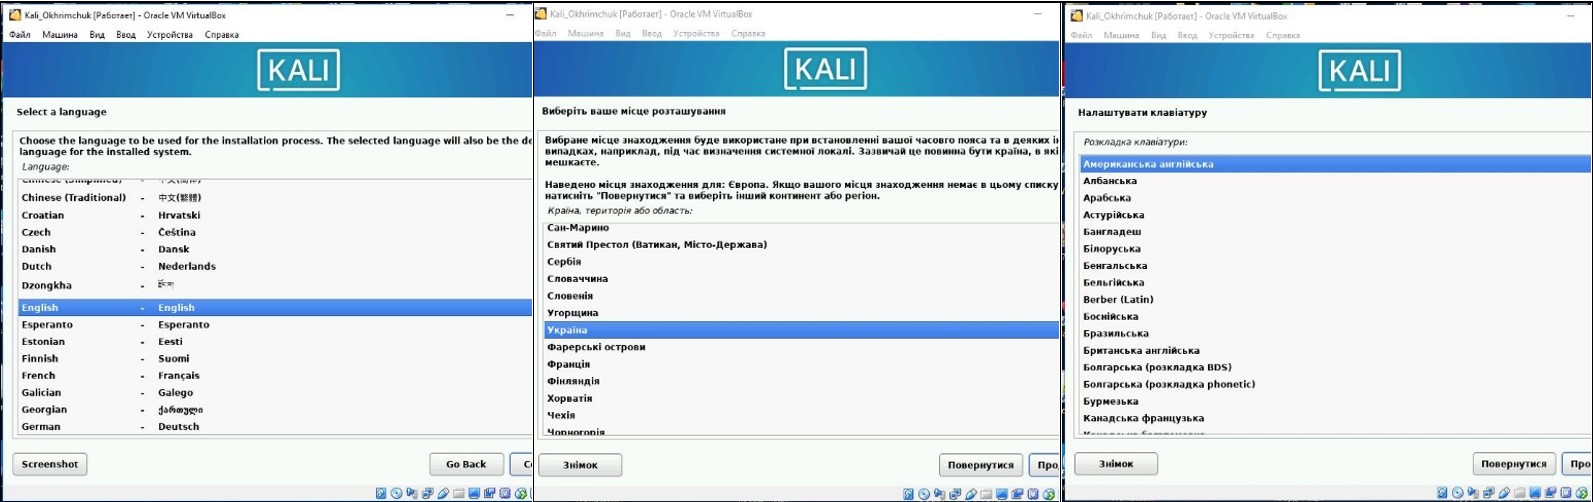 Kali_Okhrimchuk [Работает] - Oracle VM VirtualBox
Файл Машина Вид Ввод Устройства Справка
KALI
Select a language
Choose the language to be used for the installation process. The selected language will also be the de
language for the installed system.
Language:
Chinese (Simplified) - 中文(简体)
Chinese (Traditional) - 中文(繁體)
Croatian - Hrvatski
Czech - Čeština
Danish - Dansk
Dutch - Nederlands
Dzongkha - རྫོང་ཁ།
English - English
Esperanto - Esperanto
Estonian - Eesti
Finnish - Suomi
French - Français
Galician - Galego
Georgian - ქართული
German - Deutsch
Screenshot Go Back Co
Kali_Okhrimchuk [Работает] - Oracle VM VirtualBox
Файл Машина Вид Ввод Устройства Справка
KALI
Виберіть ваше місце розташування
Вибране місце знаходження буде використане при встановленні вашого часового пояса та в деяких ін
випадках, наприклад, під час визначення системної локалі. Зазвичай це повинна бути країна, в які
мешкаєте.
Наведено місця знаходження для: Європа. Якщо вашого місця знаходження немає в цьому списку
натисніть "Повернутися" та виберіть інший континент або регіон.
Країна, територія або область:
Сан-Марино
Святий Престол (Ватикан, Місто-Держава)
Сербія
Словаччина
Словенія
Угорщина
Україна
Фарерські острови
Франція
Фінляндія
Хорватія
Чехія
Чорногорія
Знімок Повернутися Про
Kali_Okhrimchuk [Работает] - Oracle VM VirtualBox
Файл Машина Вид Ввод Устройства Справка
KALI
Налаштувати клавіатуру
Розкладка клавіатури:
Американська англійська
Албанська
Арабська
Астурійська
Бангладеш
Білоруська
Бенгальська
Бельгійська
Berber (Latin)
Боснійська
Бразильська
Британська англійська
Болгарська (розкладка BDS)
Болгарська (розкладка phonetic)
Бурмезька
Канадська французька
Знімок Повернутися Про